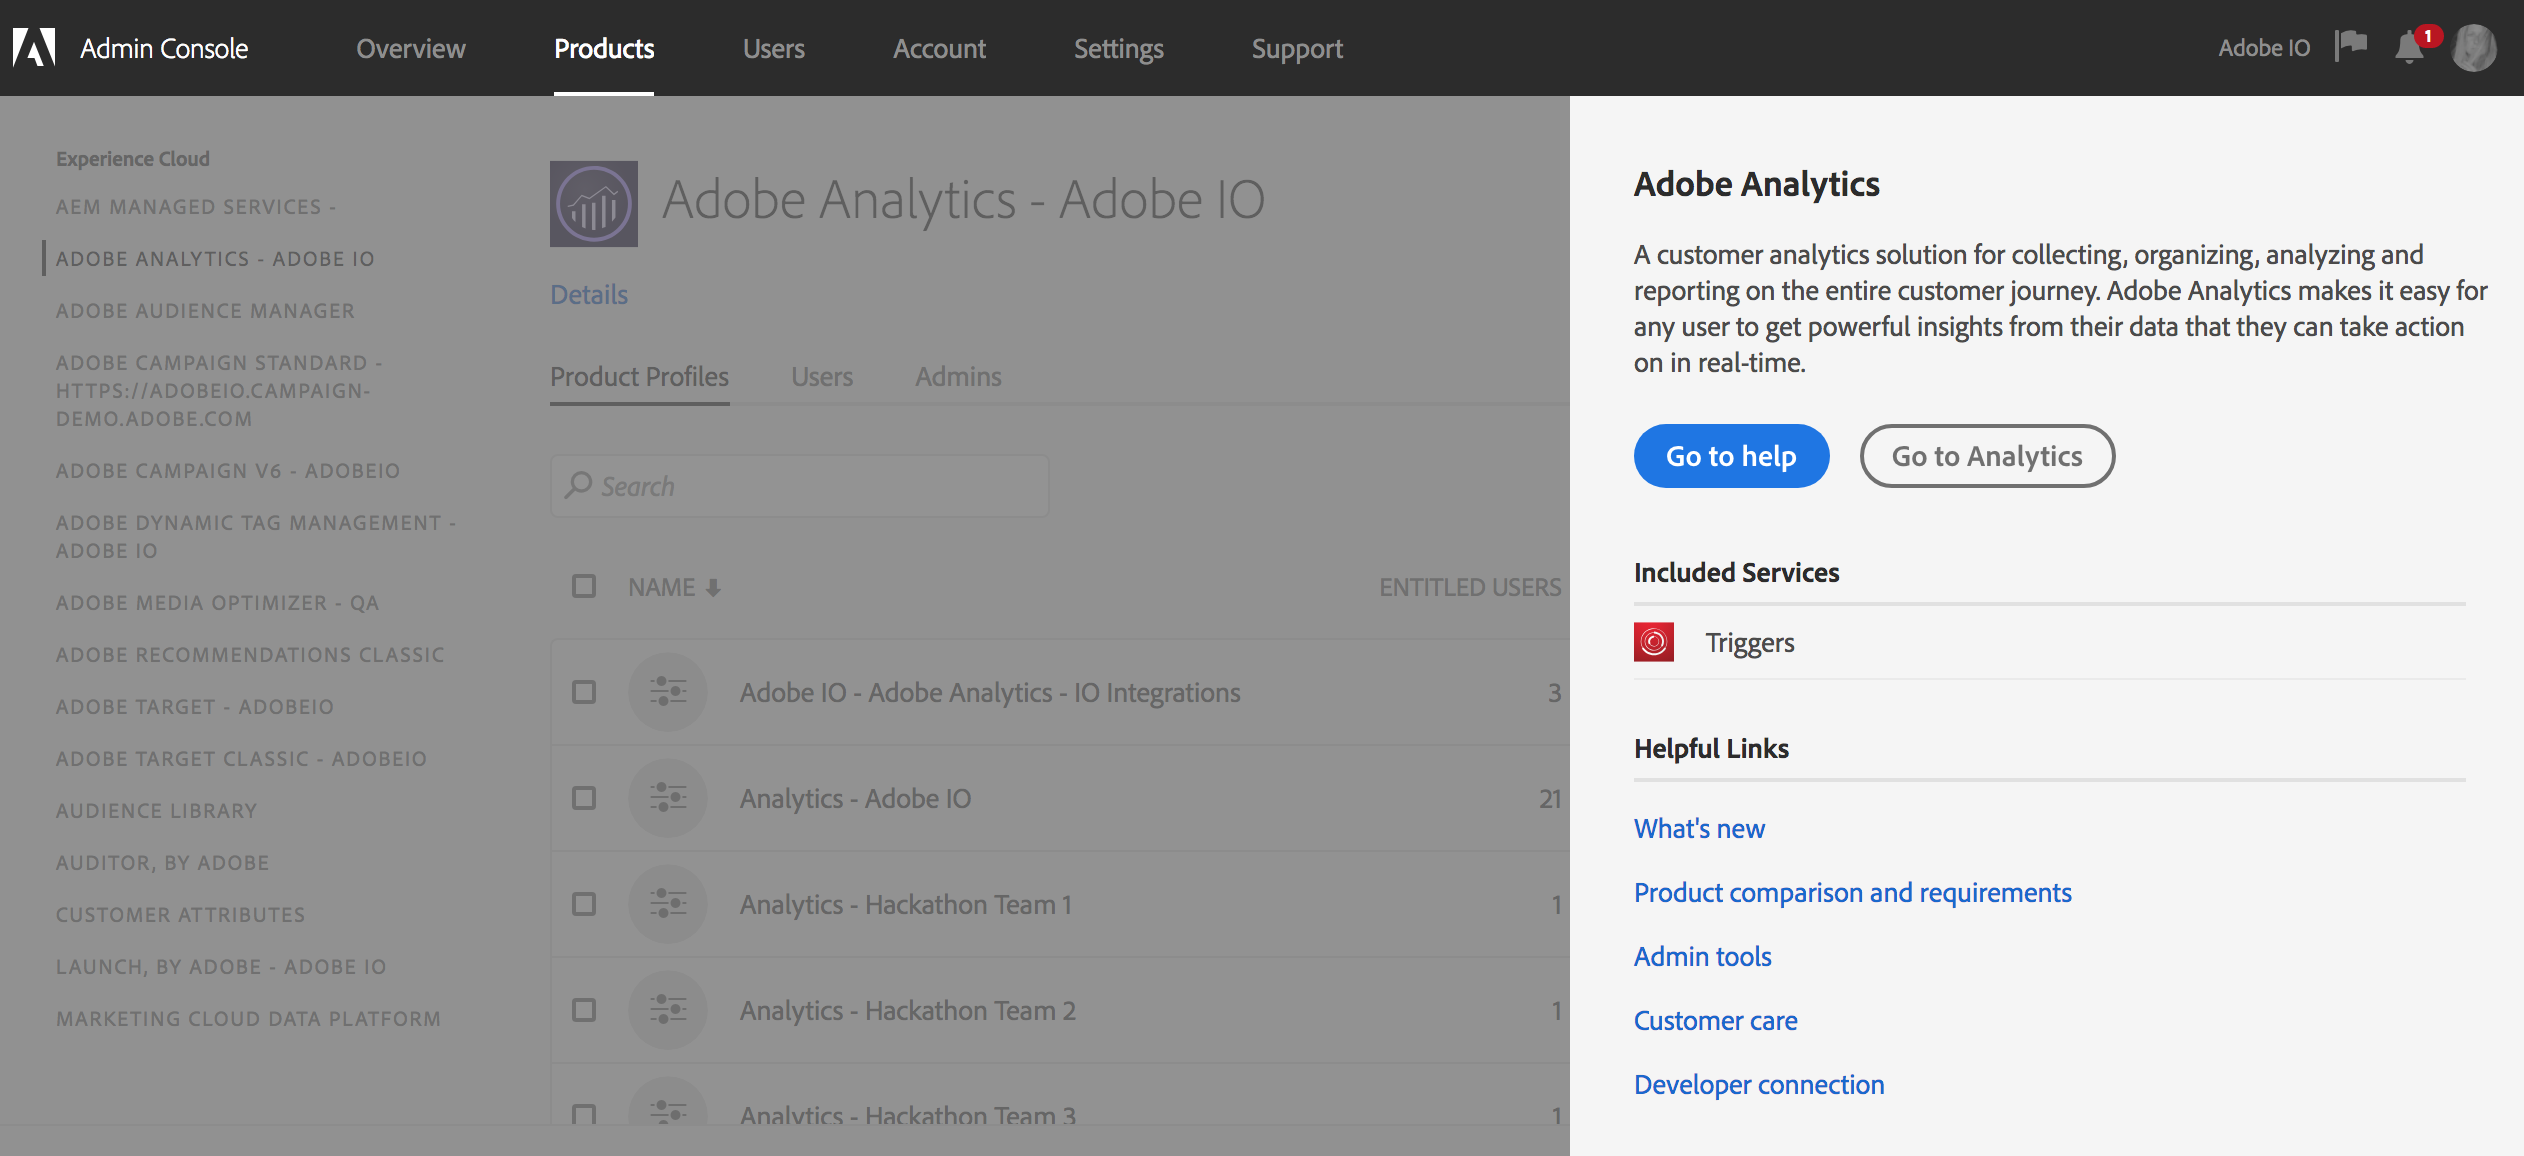 Admin Console
Overview
Products
Users
Account
Settings
Support
Adobe IO
1
Experience Cloud
AEM MANAGED SERVICES -
ADOBE ANALYTICS - ADOBE IO
ADOBE AUDIENCE MANAGER
ADOBE CAMPAIGN STANDARD -
HTTPS://ADOBEIO.CAMPAIGN-
DEMO.ADOBE.COM
ADOBE CAMPAIGN V6 - ADOBEIO
ADOBE DYNAMIC TAG MANAGEMENT -
ADOBE IO
ADOBE MEDIA OPTIMIZER - QA
ADOBE RECOMMENDATIONS CLASSIC
ADOBE TARGET - ADOBEIO
ADOBE TARGET CLASSIC - ADOBEIO
AUDIENCE LIBRARY
AUDITOR, BY ADOBE
CUSTOMER ATTRIBUTES
LAUNCH, BY ADOBE - ADOBE IO
MARKETING CLOUD DATA PLATFORM
Adobe Analytics - Adobe IO
Details
Product Profiles
Users
Admins
Search
NAME
ENTITLED USERS
Adobe IO - Adobe Analytics - IO Integrations
3
Analytics - Adobe IO
21
Analytics - Hackathon Team 1
1
Analytics - Hackathon Team 2
1
Analytics - Hackathon Team 3
1
Adobe Analytics
A customer analytics solution for collecting, organizing, analyzing and
reporting on the entire customer journey. Adobe Analytics makes it easy for
any user to get powerful insights from their data that they can take action
on in real-time.
Go to help
Go to Analytics
Included Services
Triggers
Helpful Links
What's new
Product comparison and requirements
Admin tools
Customer care
Developer connection